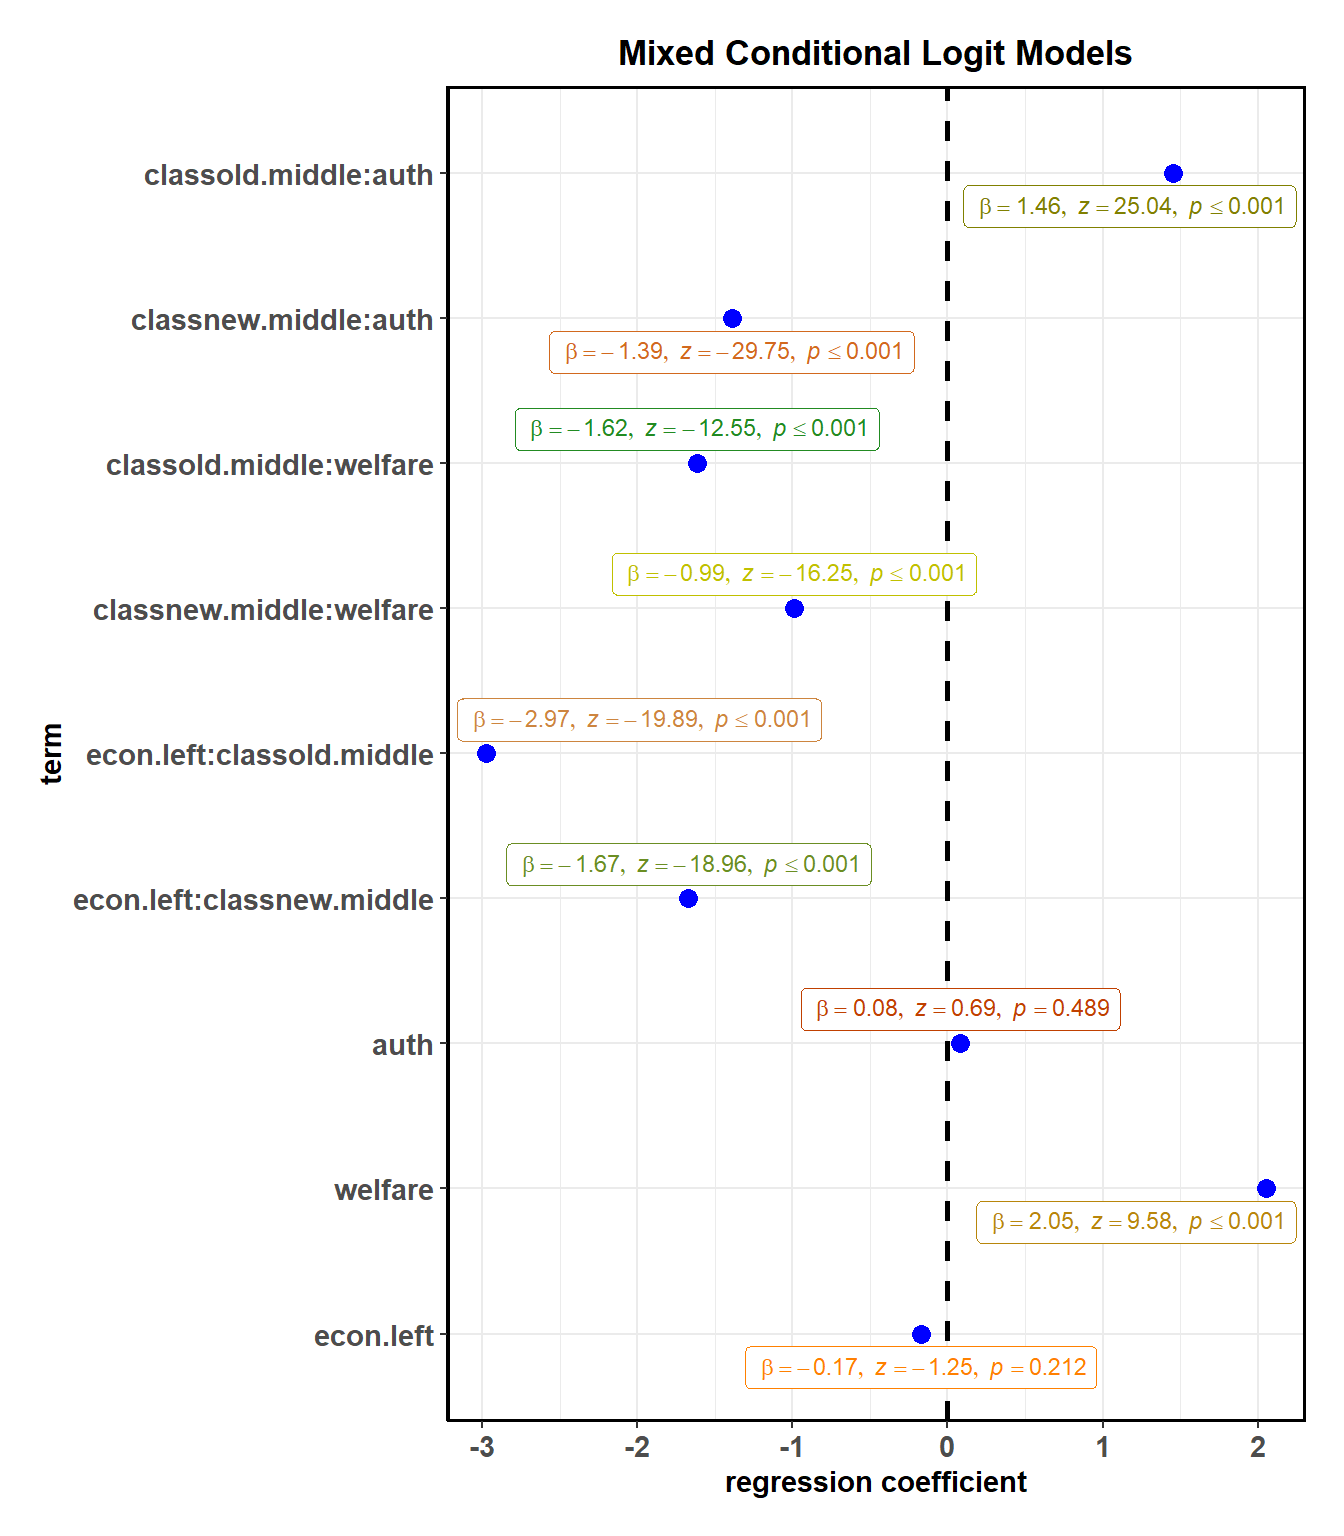 Mixed Conditional Logit Models
classold.middle:auth
β = 1.46, z = 25.04, p ≤ 0.001
classnew.middle:auth
β = −1.39, z = −29.75, p ≤ 0.001
β = −1.62, z = −12.55, p ≤ 0.001
classold.middle:welfare
β = −0.99, z = −16.25, p ≤ 0.001
classnew.middle:welfare
β = −2.97, z = −19.89, p ≤ 0.001
term
econ.left:classold.middle
β = −1.67, z = −18.96, p ≤ 0.001
econ.left:classnew.middle
β = 0.08, z = 0.69, p = 0.489
auth
welfare
β = 2.05, z = 9.58, p ≤ 0.001
econ.left
β = −0.17, z = −1.25, p = 0.212
-3 -2 -1 0 1 2
regression coefficient